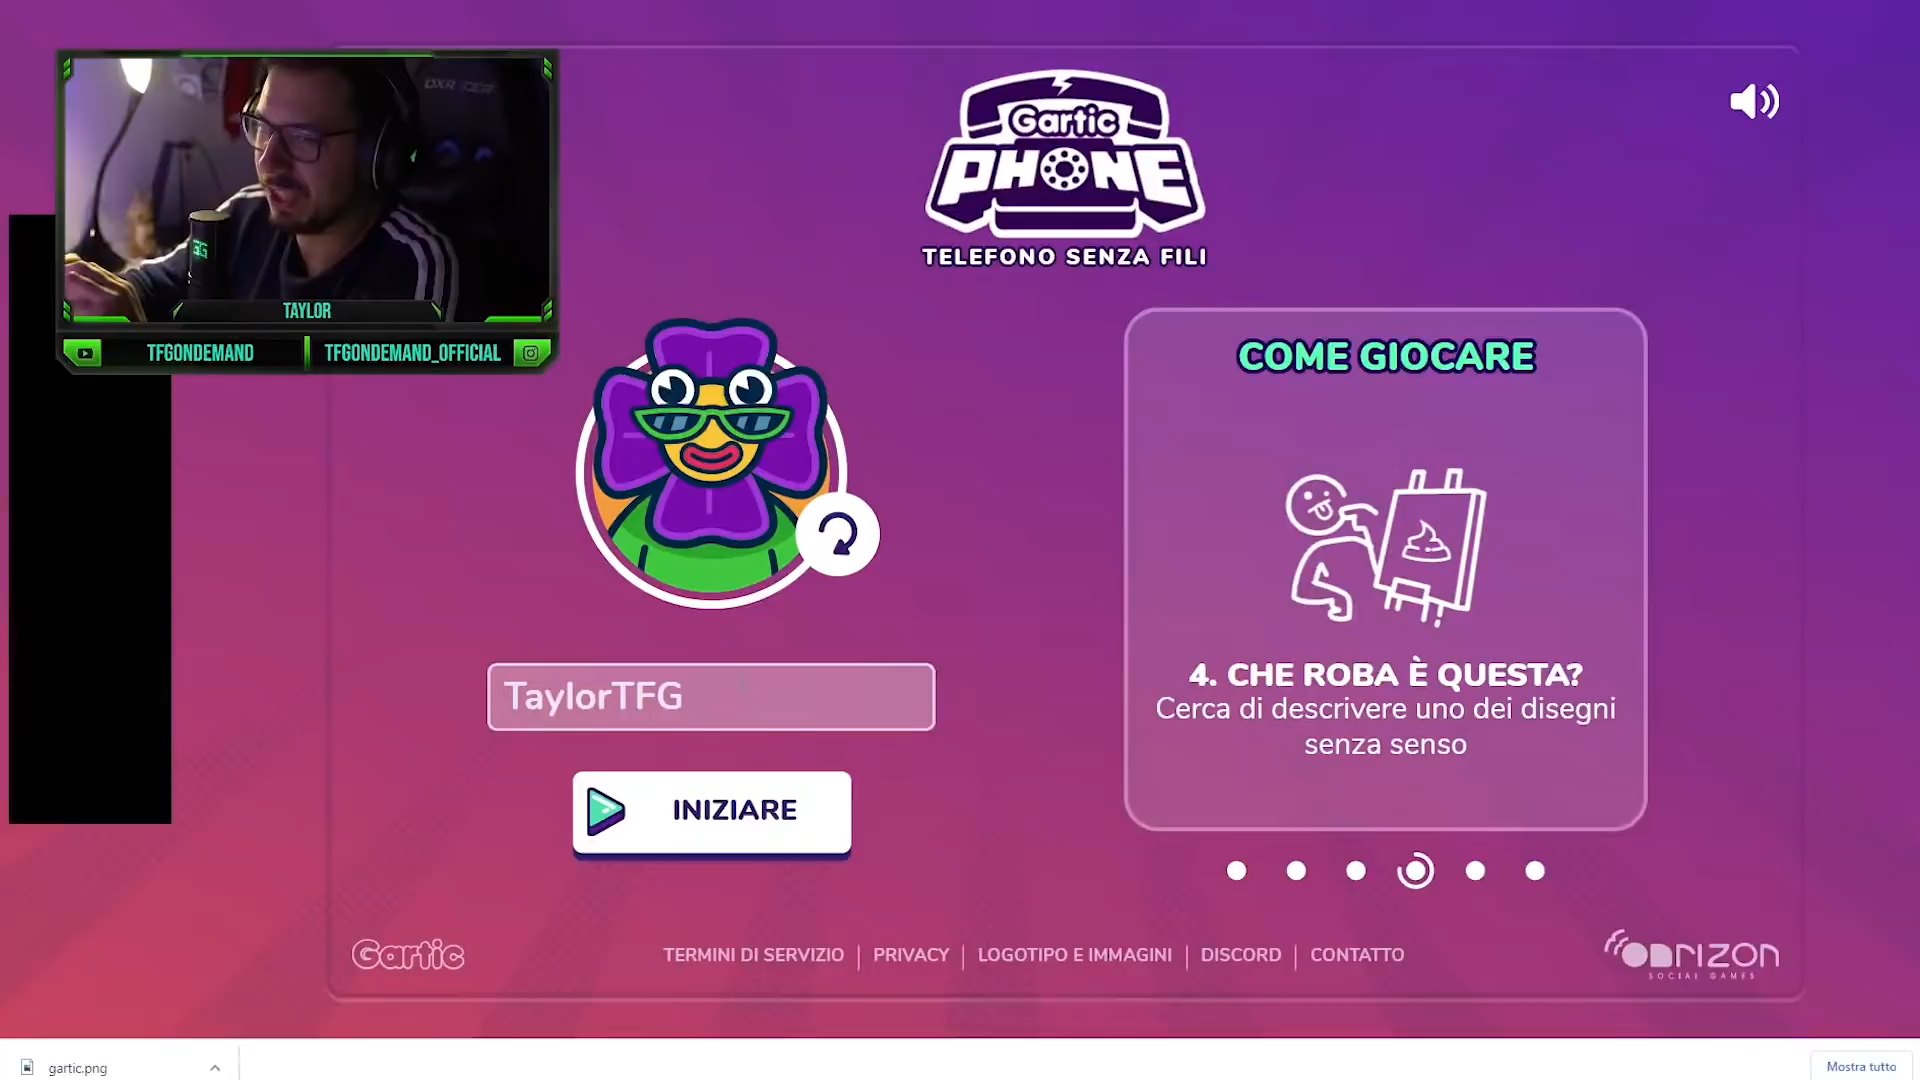 DXRACER
TAYLOR
TFGONDEMAND
TFGONDEMAND_OFFICIAL
Gartic
PHONE
TELEFONO SENZA FILI
COME GIOCARE
4. CHE ROBA È QUESTA?
Cerca di descrivere uno dei disegni
senza senso
TaylorTFG
INIZIARE
Gartic
TERMINI DI SERVIZIO
PRIVACY
LOGOTIPO E IMMAGINI
DISCORD
CONTATTO
ONRIZON
SOCIAL GAMES
gartic.png
Mostra tutto